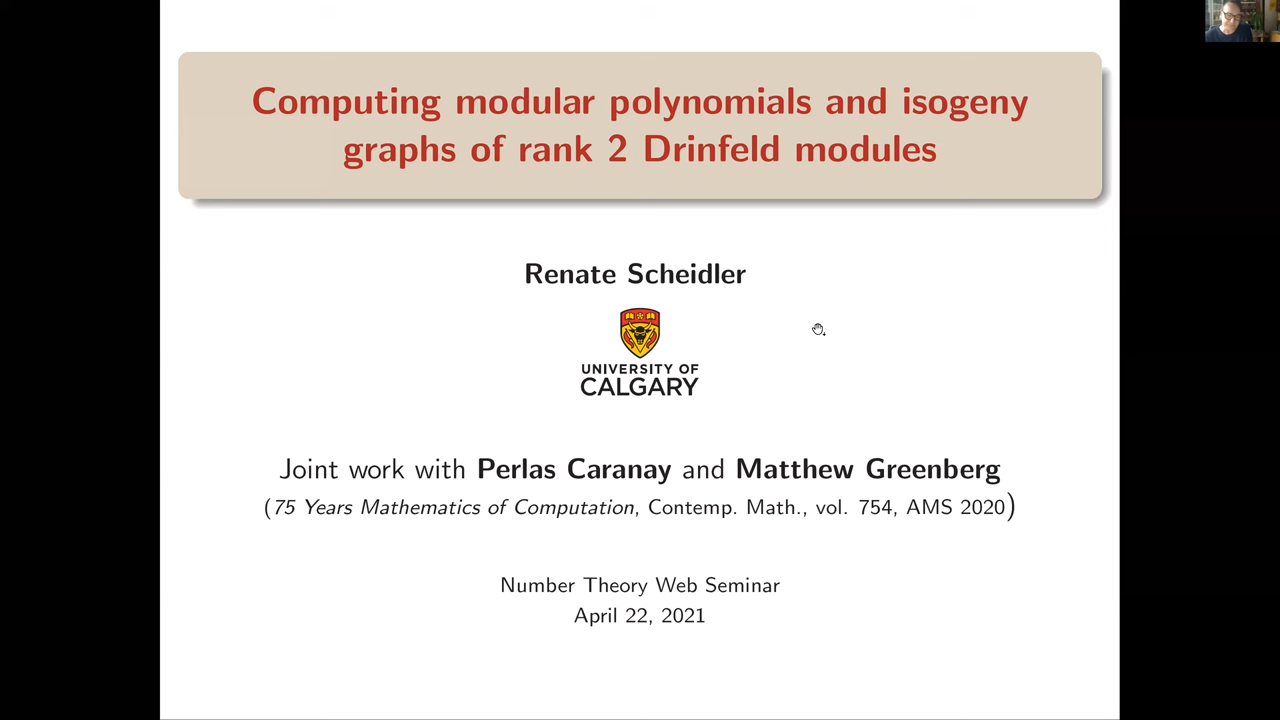 Computing modular polynomials and isogeny
graphs of rank 2 Drinfeld modules
Renate Scheidler
UNIVERSITY OF
CALGARY
Joint work with Perlas Caranay and Matthew Greenberg
(75 Years Mathematics of Computation, Contemp. Math., vol. 754, AMS 2020)
Number Theory Web Seminar
April 22, 2021